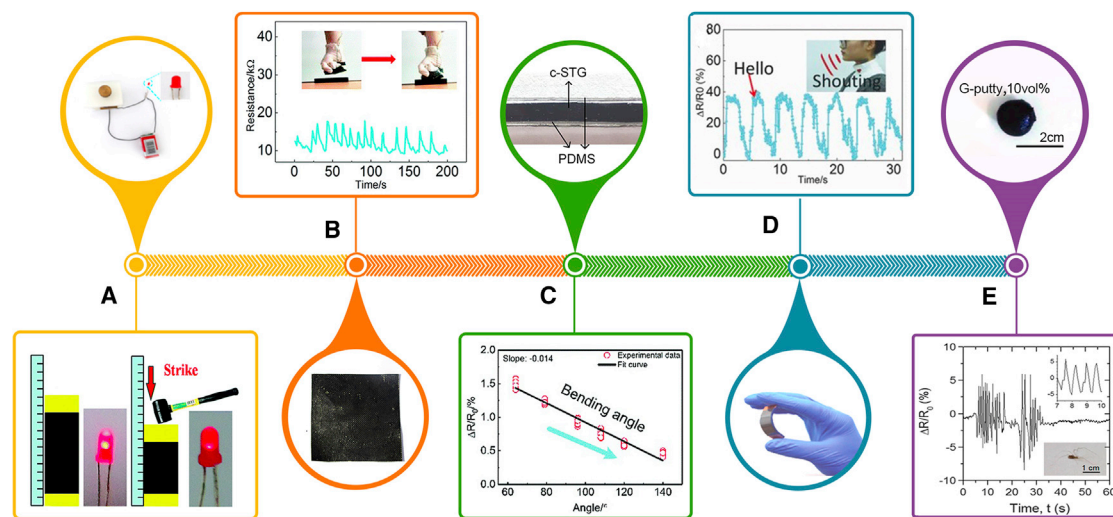 A
Strike
B
Resistance/kΩ
40
30
20
10
0
50
100
150
200
Time/s
C
c-STG
PDMS
Slope: -0.014
Experimental data
Fit curve
Bending angle
ΔR/R₀/%
2.0
1.5
1.0
0.5
0.0
60
80
100
120
140
Angle/°
D
Hello
Shouting
ΔR/R0 (%)
80
60
40
20
0
0
10
20
30
Time/s
E
G-putty,10vol%
2cm
ΔR/R₀ (%)
10
5
0
-5
-10
0
10
20
30
40
50
60
Time, t (s)
5
0
-5
7
8
9
10
1 cm